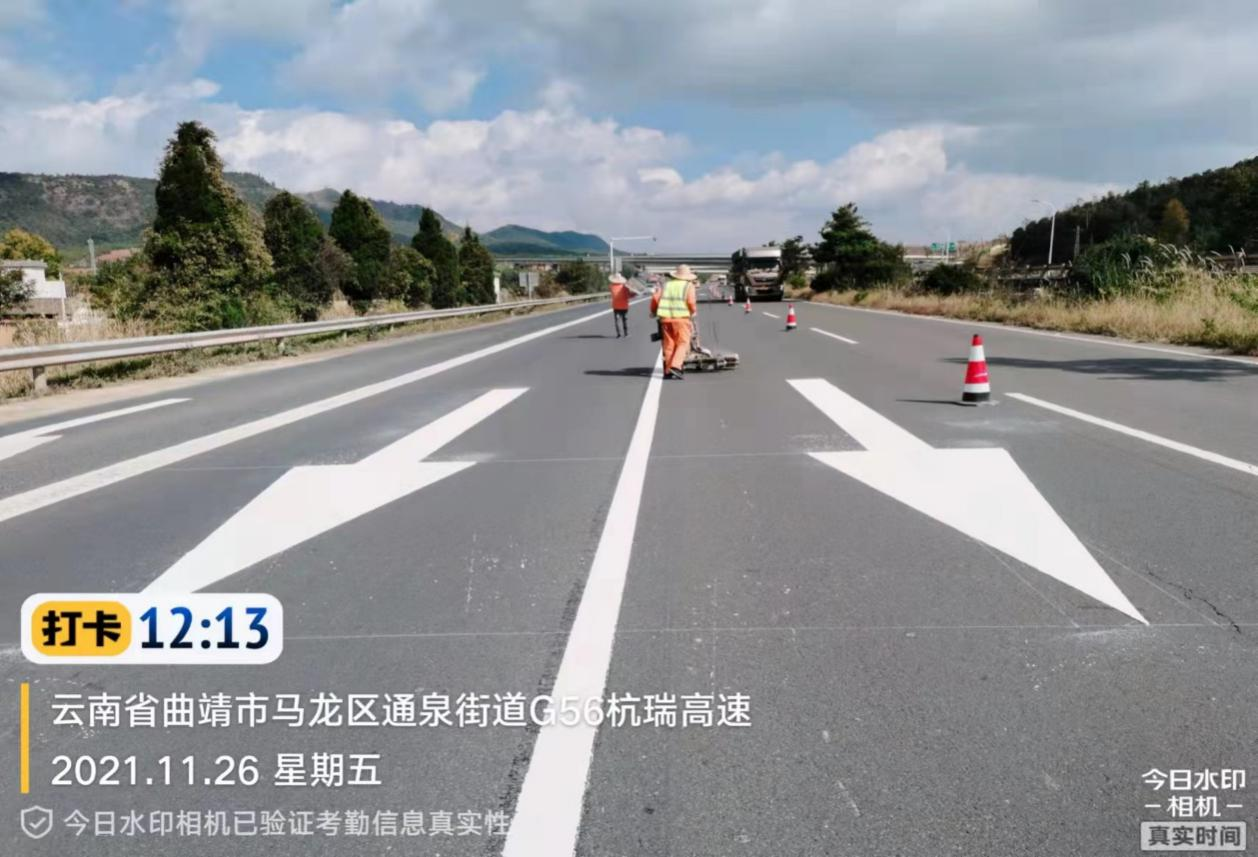 打卡 12:13
云南省曲靖市马龙区通泉街道G56杭瑞高速
2021.11.26 星期五
今日水印相机已验证考勤信息真实性
今日水印
-相机-
真实时间